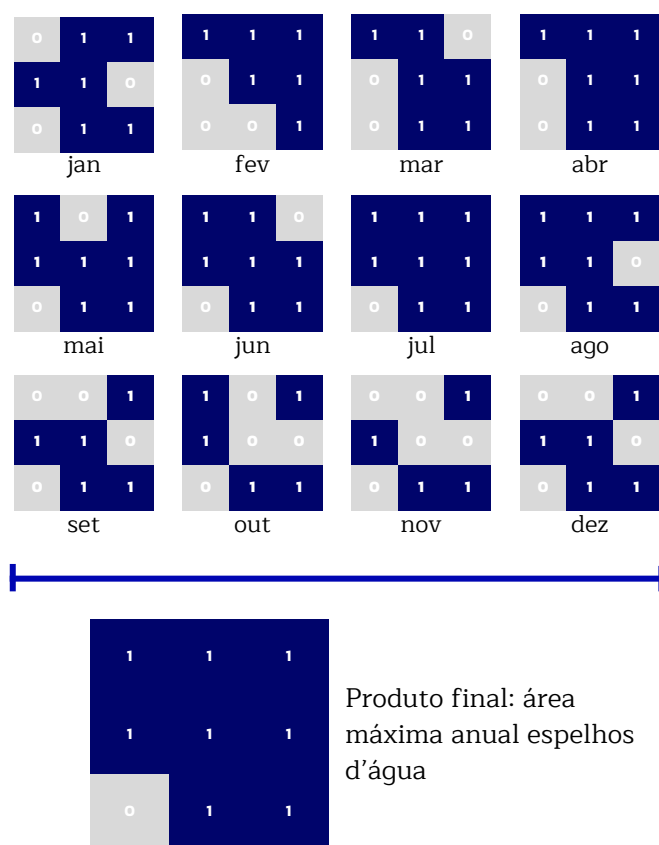 0 1 1 1 1 1 1 1 0 1 1 1
1 1 0 0 1 1 0 1 1 0 1 1
0 1 1 0 0 1 0 1 1 0 1 1
jan fev mar abr
1 0 1 1 1 0 1 1 1 1 1 1
1 1 1 1 1 1 1 1 1 1 1 0
0 1 1 0 1 1 0 1 1 0 1 1
mai jun jul ago
0 0 1 1 0 1 0 0 1 0 0 1
1 1 0 1 0 0 1 0 0 1 1 0
0 1 1 0 1 1 0 1 1 0 1 1
set out nov dez
1 1 1
1 1 1
0 1 1
Produto final: área
máxima anual espelhos
d’água